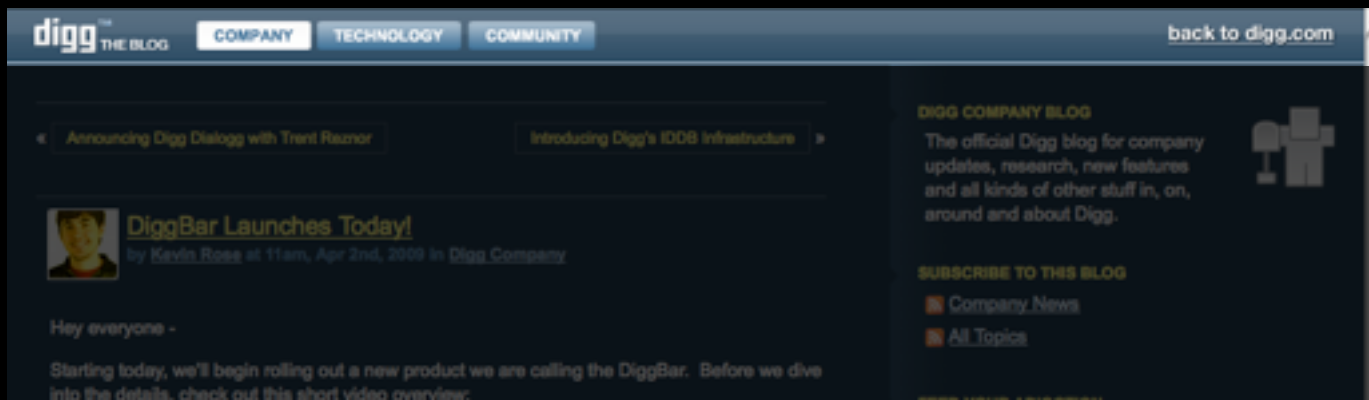 digg™ THE BLOG COMPANY TECHNOLOGY COMMUNITY back to digg.com
« Announcing Digg Dialogg with Trent Reznor Introducing Digg's IDDB Infrastructure »
DiggBar Launches Today!
by Kevin Rose at 11am, Apr 2nd, 2009 in Digg Company
Hey everyone -
Starting today, we'll begin rolling out a new product we are calling the DiggBar. Before we dive
into the details, check out this short video overview:
DIGG COMPANY BLOG
The official Digg blog for company
updates, research, new features
and all kinds of other stuff in, on,
around and about Digg.
SUBSCRIBE TO THIS BLOG
Company News
All Topics